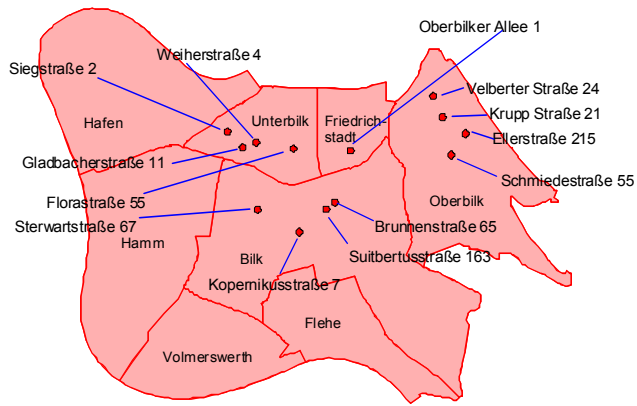 Oberbilker Allee 1
Weiherstraße 4
Siegstraße 2
Velberter Straße 24
Krupp Straße 21
Hafen
Unterbilk
Friedrich-
stadt
Ellerstraße 215
Gladbacherstraße 11
Schmiedestraße 55
Florastraße 55
Oberbilk
Sterwartstraße 67
Brunnenstraße 65
Hamm
Bilk
Suitbertusstraße 163
Kopernikusstraße 7
Flehe
Volmerswerth